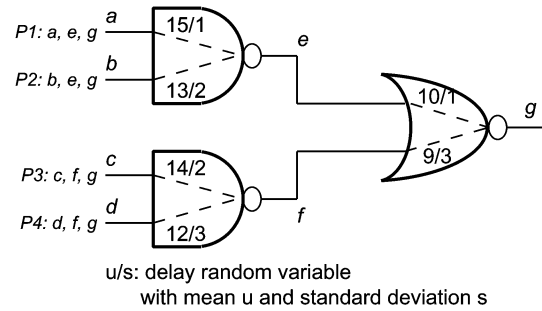 a
P1: a, e, g
15/1
e
b
P2: b, e, g
13/2
10/1
g
9/3
c
P3: c, f, g
14/2
d
P4: d, f, g
12/3
f
u/s: delay random variable
with mean u and standard deviation s